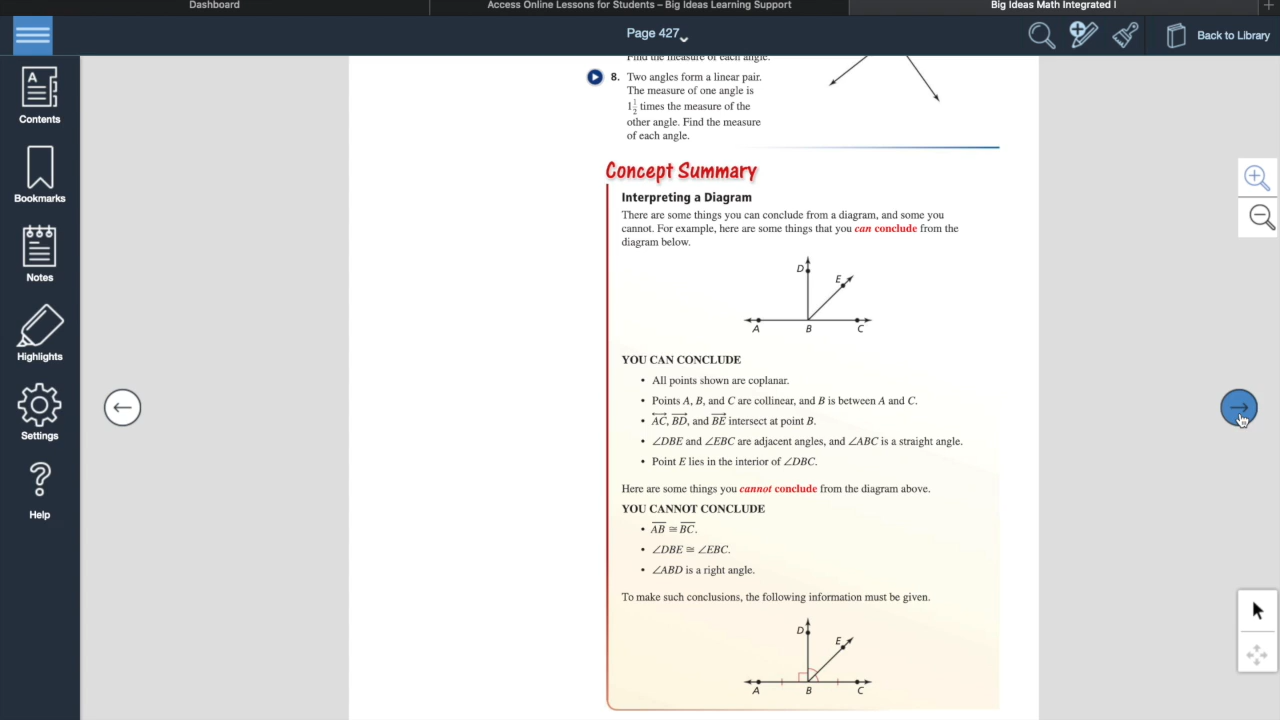 Dashboard
Access Online Lessons for Students – Big Ideas Learning Support
Big Ideas Math Integrated I
Page 427
Back to Library
Contents
Bookmarks
Notes
Highlights
Settings
Help
Find the measure of each angle.
8. Two angles form a linear pair.
The measure of one angle is
1½ times the measure of the
other angle. Find the measure
of each angle.
Concept Summary
Interpreting a Diagram
There are some things you can conclude from a diagram, and some you
cannot. For example, here are some things that you can conclude from the
diagram below.
D
E
A B C
YOU CAN CONCLUDE
• All points shown are coplanar.
• Points A, B, and C are collinear, and B is between A and C.
• AC, BD, and BE intersect at point B.
• ∠DBE and ∠EBC are adjacent angles, and ∠ABC is a straight angle.
• Point E lies in the interior of ∠DBC.
Here are some things you cannot conclude from the diagram above.
YOU CANNOT CONCLUDE
• AB ≅ BC.
• ∠DBE ≅ ∠EBC.
• ∠ABD is a right angle.
To make such conclusions, the following information must be given.
D
E
A B C